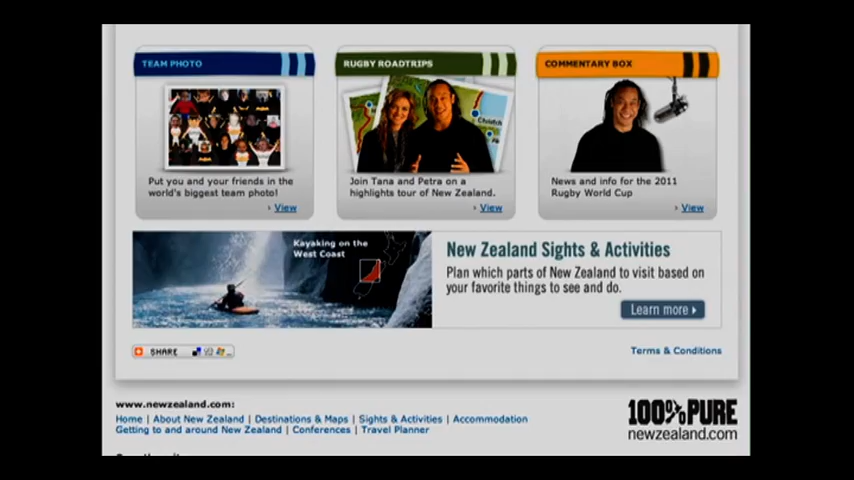 TEAM PHOTO
Put you and your friends in the
world's biggest team photo!
View
RUGBY ROADTRIPS
Christch
Join Tana and Petra on a
highlights tour of New Zealand.
View
COMMENTARY BOX
News and info for the 2011
Rugby World Cup
View
Kayaking on the
West Coast
New Zealand Sights & Activities
Plan which parts of New Zealand to visit based on
your favorite things to see and do.
Learn more
SHARE
Terms & Conditions
www.newzealand.com:
Home | About New Zealand | Destinations & Maps | Sights & Activities | Accommodation
Getting to and around New Zealand | Conferences | Travel Planner
100% PURE
newzealand.com